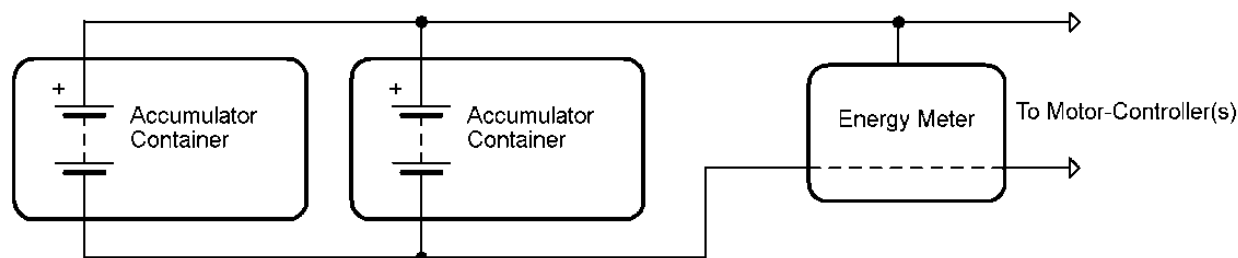 +
Accumulator
Container
+
Accumulator
Container
Energy Meter
To Motor-Controller(s)